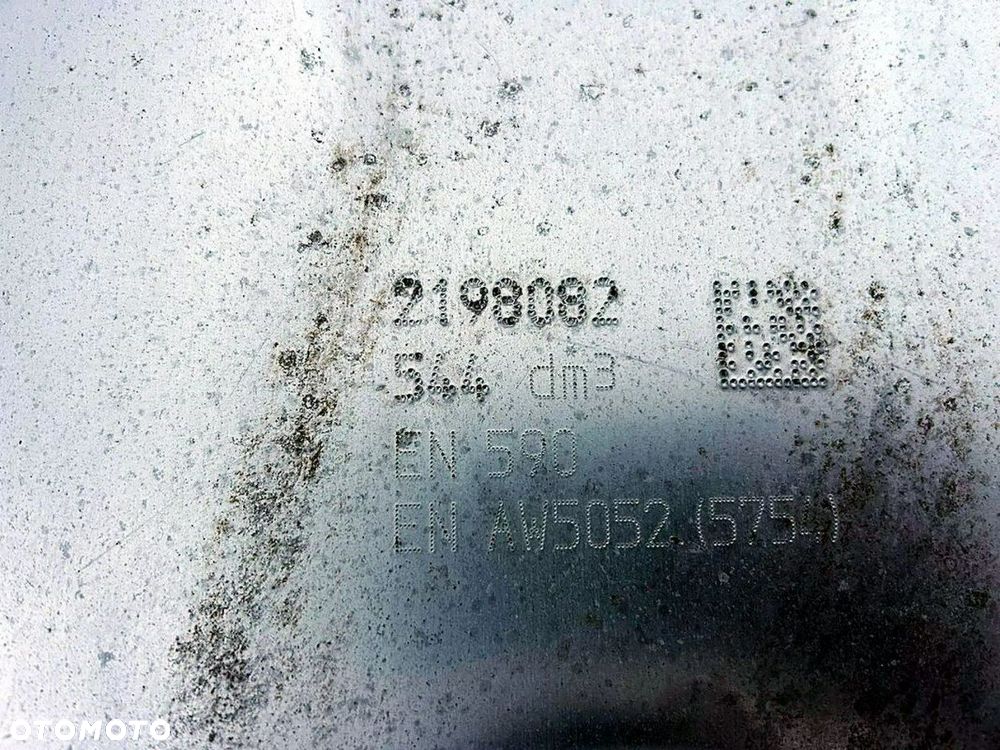 2198082
544 dm³
EN 590
EN AW5052 (5754)
OTOMOTO